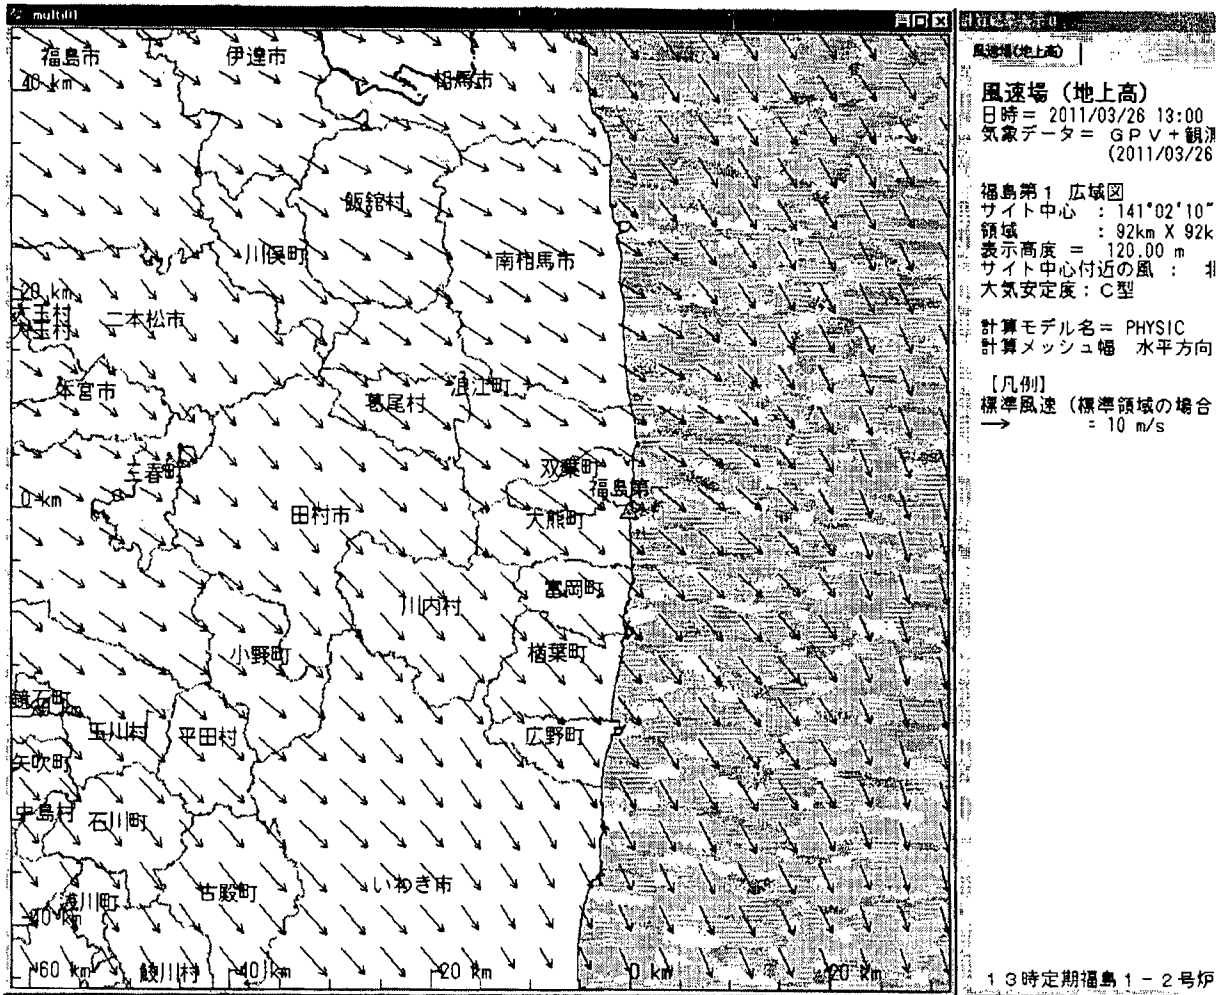 multi01
福島市
伊達市
相馬市
40 km
飯舘村
川俣町
南相馬市
20 km
大玉村
二本松市
本宮市
浪江町
葛尾村
三春町
双葉町
福島第一
0 km
田村市
大熊町
富岡町
川内村
小野町
楢葉町
鏡石町
玉川村
平田村
広野町
矢吹町
中島村
石川町
いわき市
古殿町
浅川町
-40 km
-60 km
鮫川村
-40 km
-20 km
0 km
20 km
風速場(地上高)
風速場（地上高）
日時＝ 2011/03/26 13:00
気象データ＝ ＧＰＶ＋観測
(2011/03/26
福島第１ 広域図
サイト中心 ： 141°02'10"
領域 ： 92km X 92k
表示高度 ＝ 120.00 m
サイト中心付近の風 ： 北
大気安定度：Ｃ型
計算モデル名＝ PHYSIC
計算メッシュ幅 水平方向
【凡例】
標準風速（標準領域の場合
→ ＝ 10 m/s
１３時定期福島１－２号炉